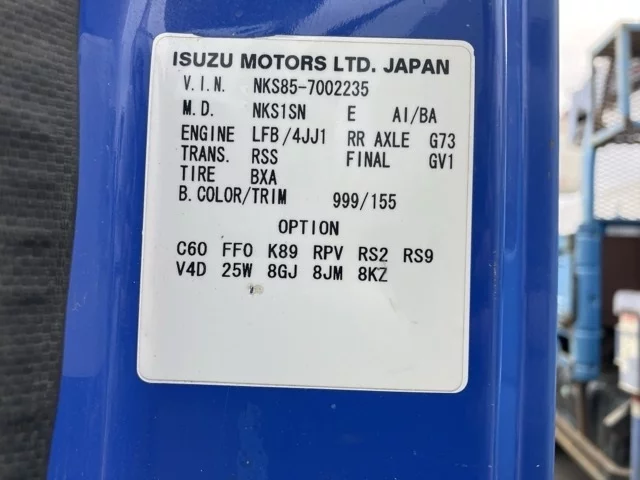 ISUZU MOTORS LTD. JAPAN
V.I.N. NKS85-7002235
M.D. NKS1SN E AI/BA
ENGINE LFB/4JJ1 RR AXLE G73
TRANS. RSS FINAL GV1
TIRE BXA
B.COLOR/TRIM 999/155
OPTION
C60 FF0 K89 RPV RS2 RS9
V4D 25W 8GJ 8JM 8KZ